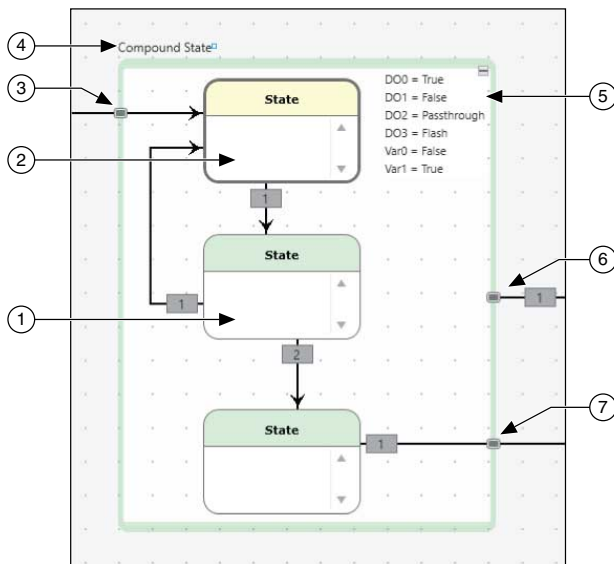 4
Compound State
3
State
DO0 = True
DO1 = False
DO2 = Passthrough
DO3 = Flash
Var0 = False
Var1 = True
5
2
1
State
6
1
1
1
2
7
State
1